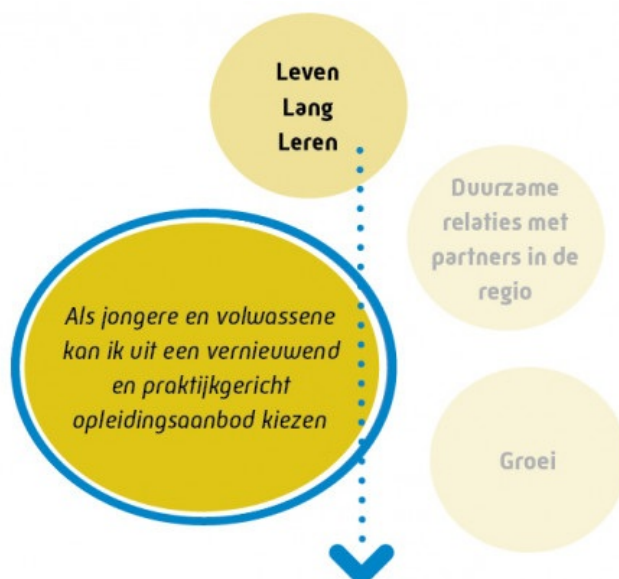 Leven
Lang
Leren
Duurzame
relaties met
partners in de
regio
Als jongere en volwassene
kan ik uit een vernieuwend
en praktijkgericht
opleidingsaanbod kiezen
Groei